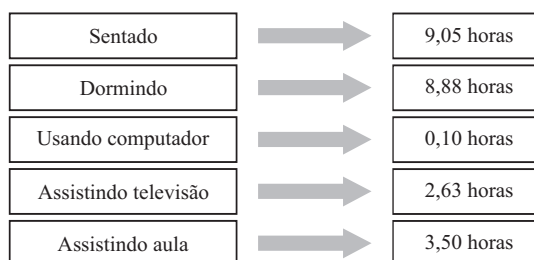 Sentado 9,05 horas
Dormindo 8,88 horas
Usando computador 0,10 horas
Assistindo televisão 2,63 horas
Assistindo aula 3,50 horas